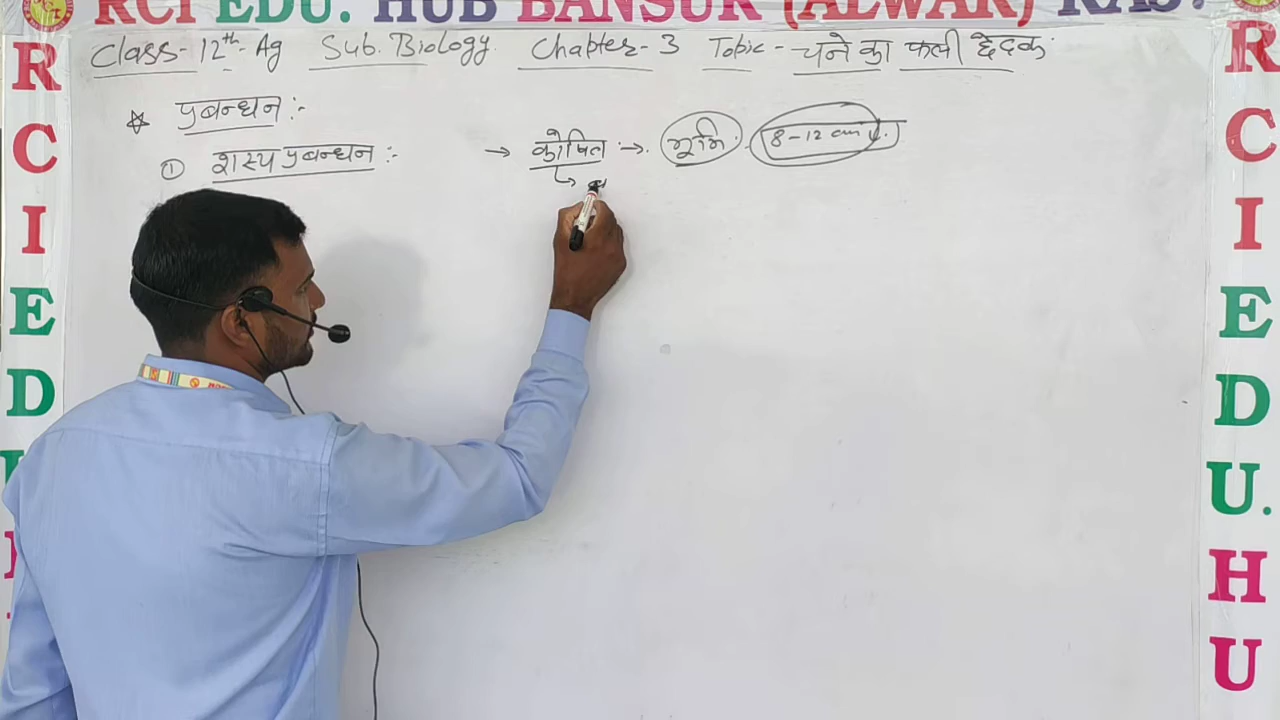 RCI EDU. HUB BANSUR (ALWAR) RAJ.
Class- 12th Ag Sub. Biology. Chapter- 3 Topic- चने का फली छेदक
प्रबन्धन :-
① शस्य प्रबन्धन :- → कोषित → भूमि 8-12 cm
R C I E D
R C I E D U. H U